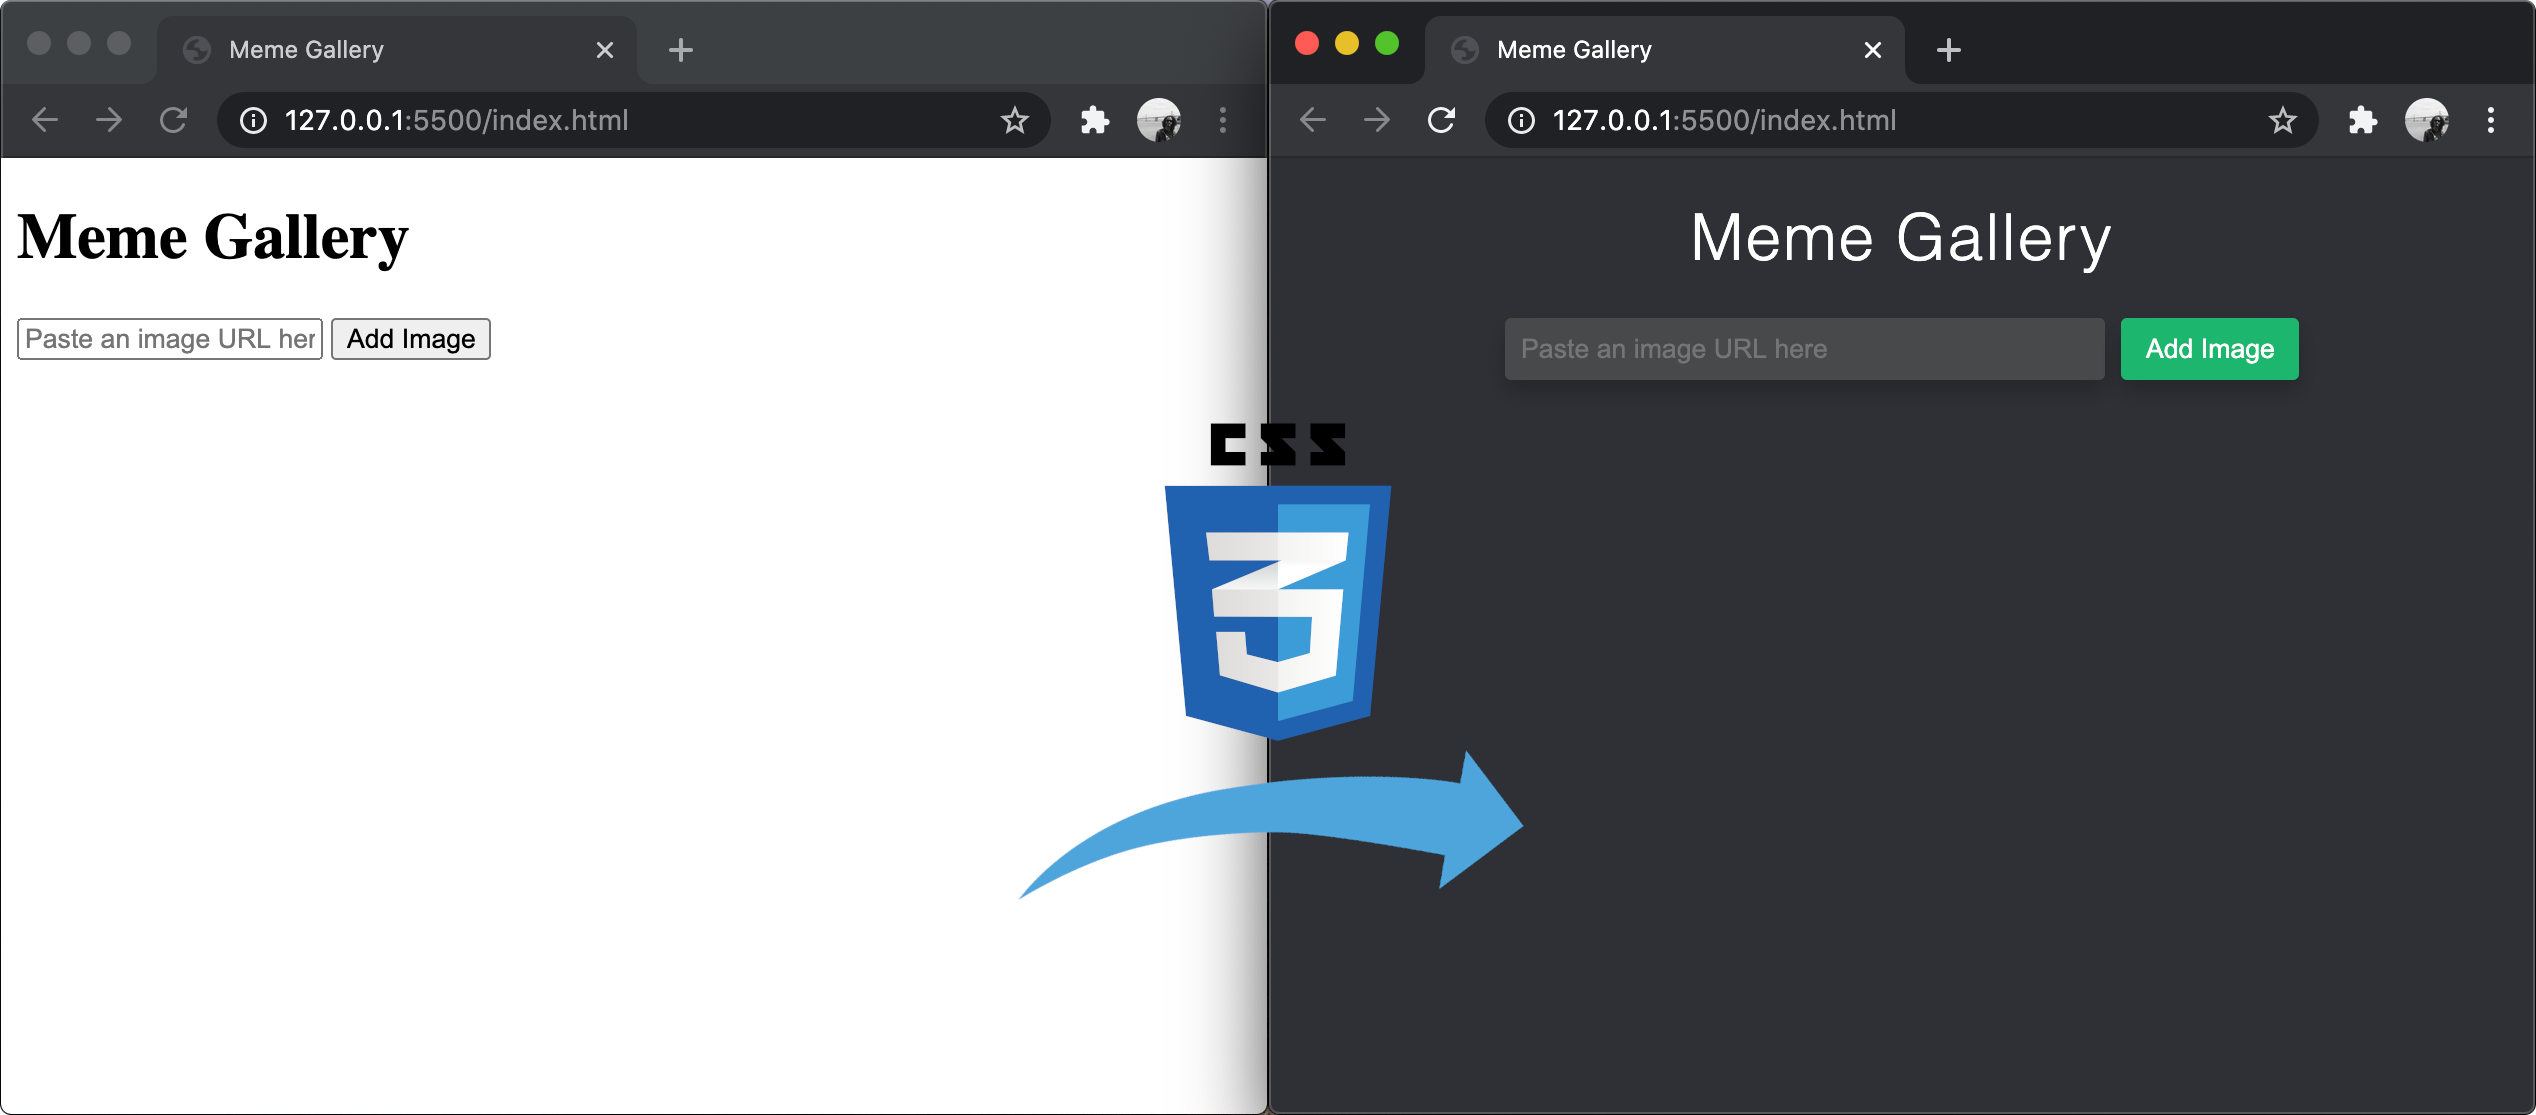 Meme Gallery
127.0.0.1:5500/index.html
Meme Gallery
Paste an image URL her
Add Image
Meme Gallery
127.0.0.1:5500/index.html
Meme Gallery
Paste an image URL here
Add Image
CSS
3